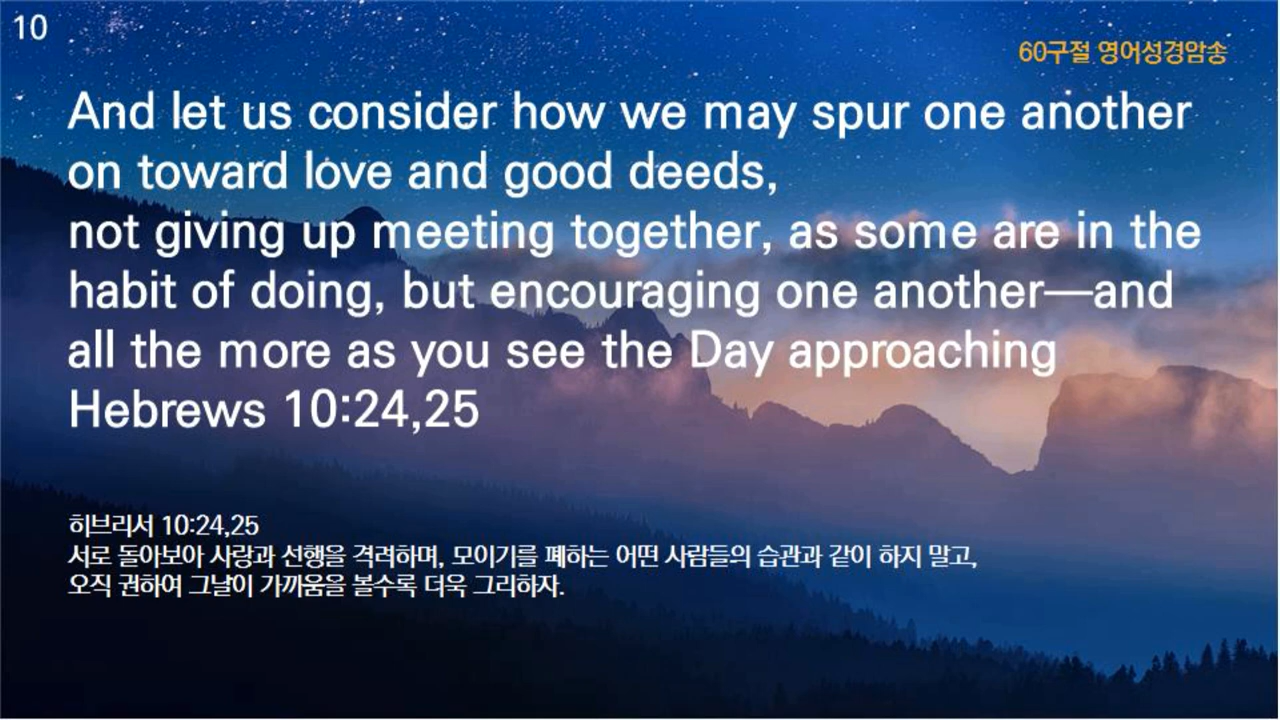 10
60구절 영어성경암송
And let us consider how we may spur one another
on toward love and good deeds,
not giving up meeting together, as some are in the
habit of doing, but encouraging one another—and
all the more as you see the Day approaching
Hebrews 10:24,25
히브리서 10:24,25
서로 돌아보아 사랑과 선행을 격려하며, 모이기를 폐하는 어떤 사람들의 습관과 같이 하지 말고,
오직 권하여 그날이 가까움을 볼수록 더욱 그리하자.